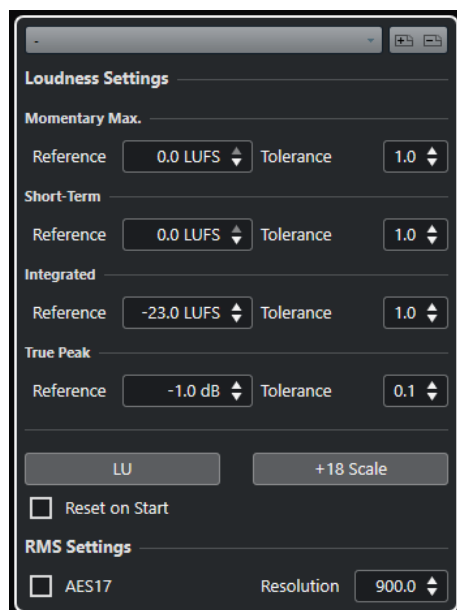 -
Loudness Settings
Momentary Max.
Reference 0.0 LUFS Tolerance 1.0
Short-Term
Reference 0.0 LUFS Tolerance 1.0
Integrated
Reference -23.0 LUFS Tolerance 1.0
True Peak
Reference -1.0 dB Tolerance 0.1
LU +18 Scale
Reset on Start
RMS Settings
AES17 Resolution 900.0